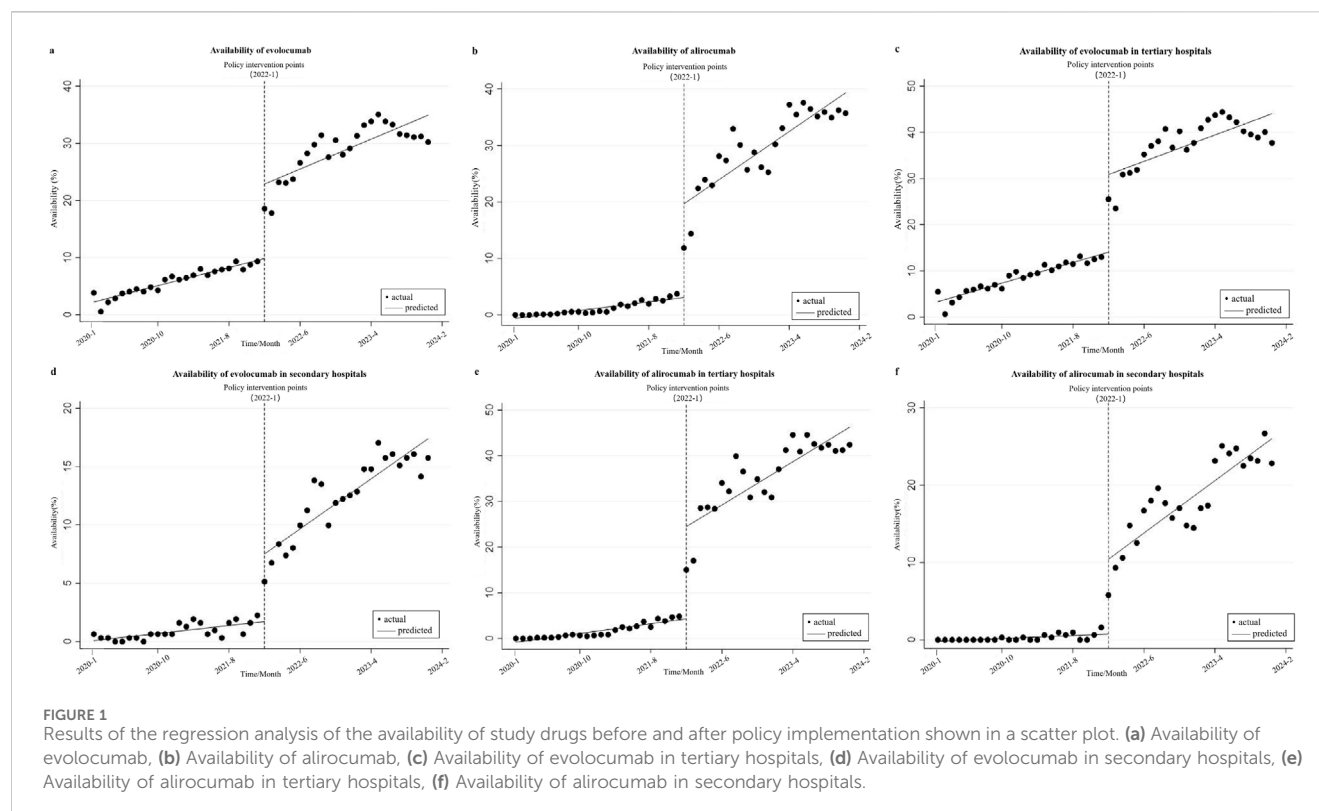 a
Availability of evolocumab
Policy intervention points
(2022-1)
40
30
20
10
0
Availability (%)
2020-1
2020-10
2021-8
2022-6
2023-4
2024-2
Time/Month
actual
predicted
b
Availability of alirocumab
Policy intervention points
(2022-1)
40
30
20
10
0
Availability(%)
2020-1
2020-10
2021-8
2022-6
2023-4
2024-2
Time/Month
actual
predicted
c
Availability of evolocumab in tertiary hospitals
Policy intervention points
(2022-1)
50
40
30
20
10
0
Availability(%)
2020-1
2020-10
2021-8
2022-6
2023-4
2024-2
Time/Month
actual
predicted
d
Availability of evolocumab in secondary hospitals
Policy intervention points
(2022-1)
20
15
10
5
0
Availability(%)
2020-1
2020-10
2021-8
2022-6
2023-4
2024-2
Time/Month
actual
predicted
e
Availability of alirocumab in tertiary hospitals
Policy intervention points
(2022-1)
50
40
30
20
10
0
Availability(%)
2020-1
2020-10
2021-8
2022-6
2023-4
2024-2
Time/Month
actual
predicted
f
Availability of alirocumab in secondary hospitals
Policy intervention points
(2022-1)
30
20
10
0
Availability(%)
2020-1
2020-10
2021-8
2022-6
2023-4
2024-2
Time/Month
actual
predicted
FIGURE 1
Results of the regression analysis of the availability of study drugs before and after policy implementation shown in a scatter plot. (a) Availability of
evolocumab, (b) Availability of alirocumab, (c) Availability of evolocumab in tertiary hospitals, (d) Availability of evolocumab in secondary hospitals, (e)
Availability of alirocumab in tertiary hospitals, (f) Availability of alirocumab in secondary hospitals.